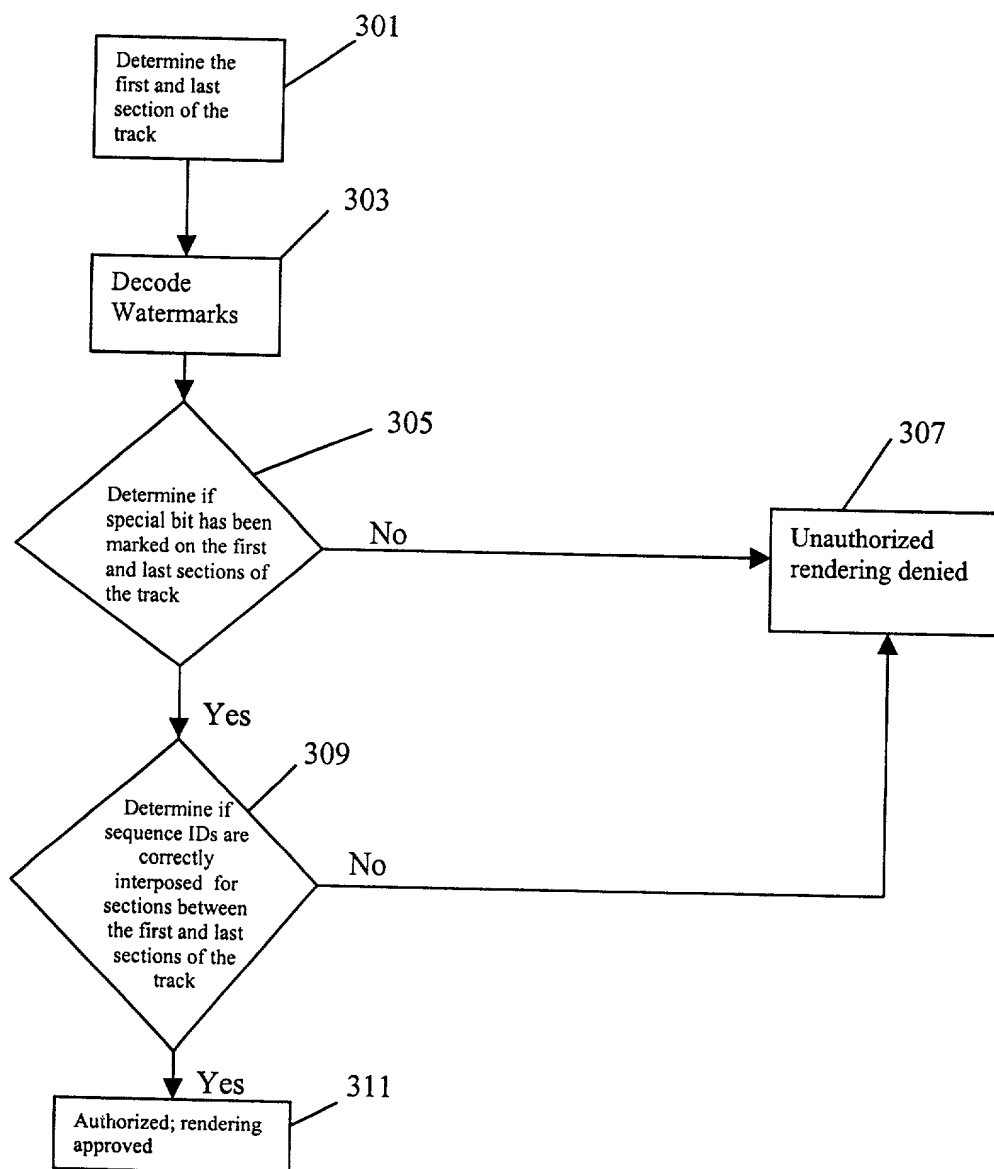 301
Determine the
first and last
section of the
track
303
Decode
Watermarks
305
Determine if
special bit has been
marked on the first
and last sections of
the track
No
307
Unauthorized
rendering denied
Yes
309
Determine if
sequence IDs are
correctly
interposed for
sections between
the first and last
sections of the
track
No
Yes
311
Authorized; rendering
approved